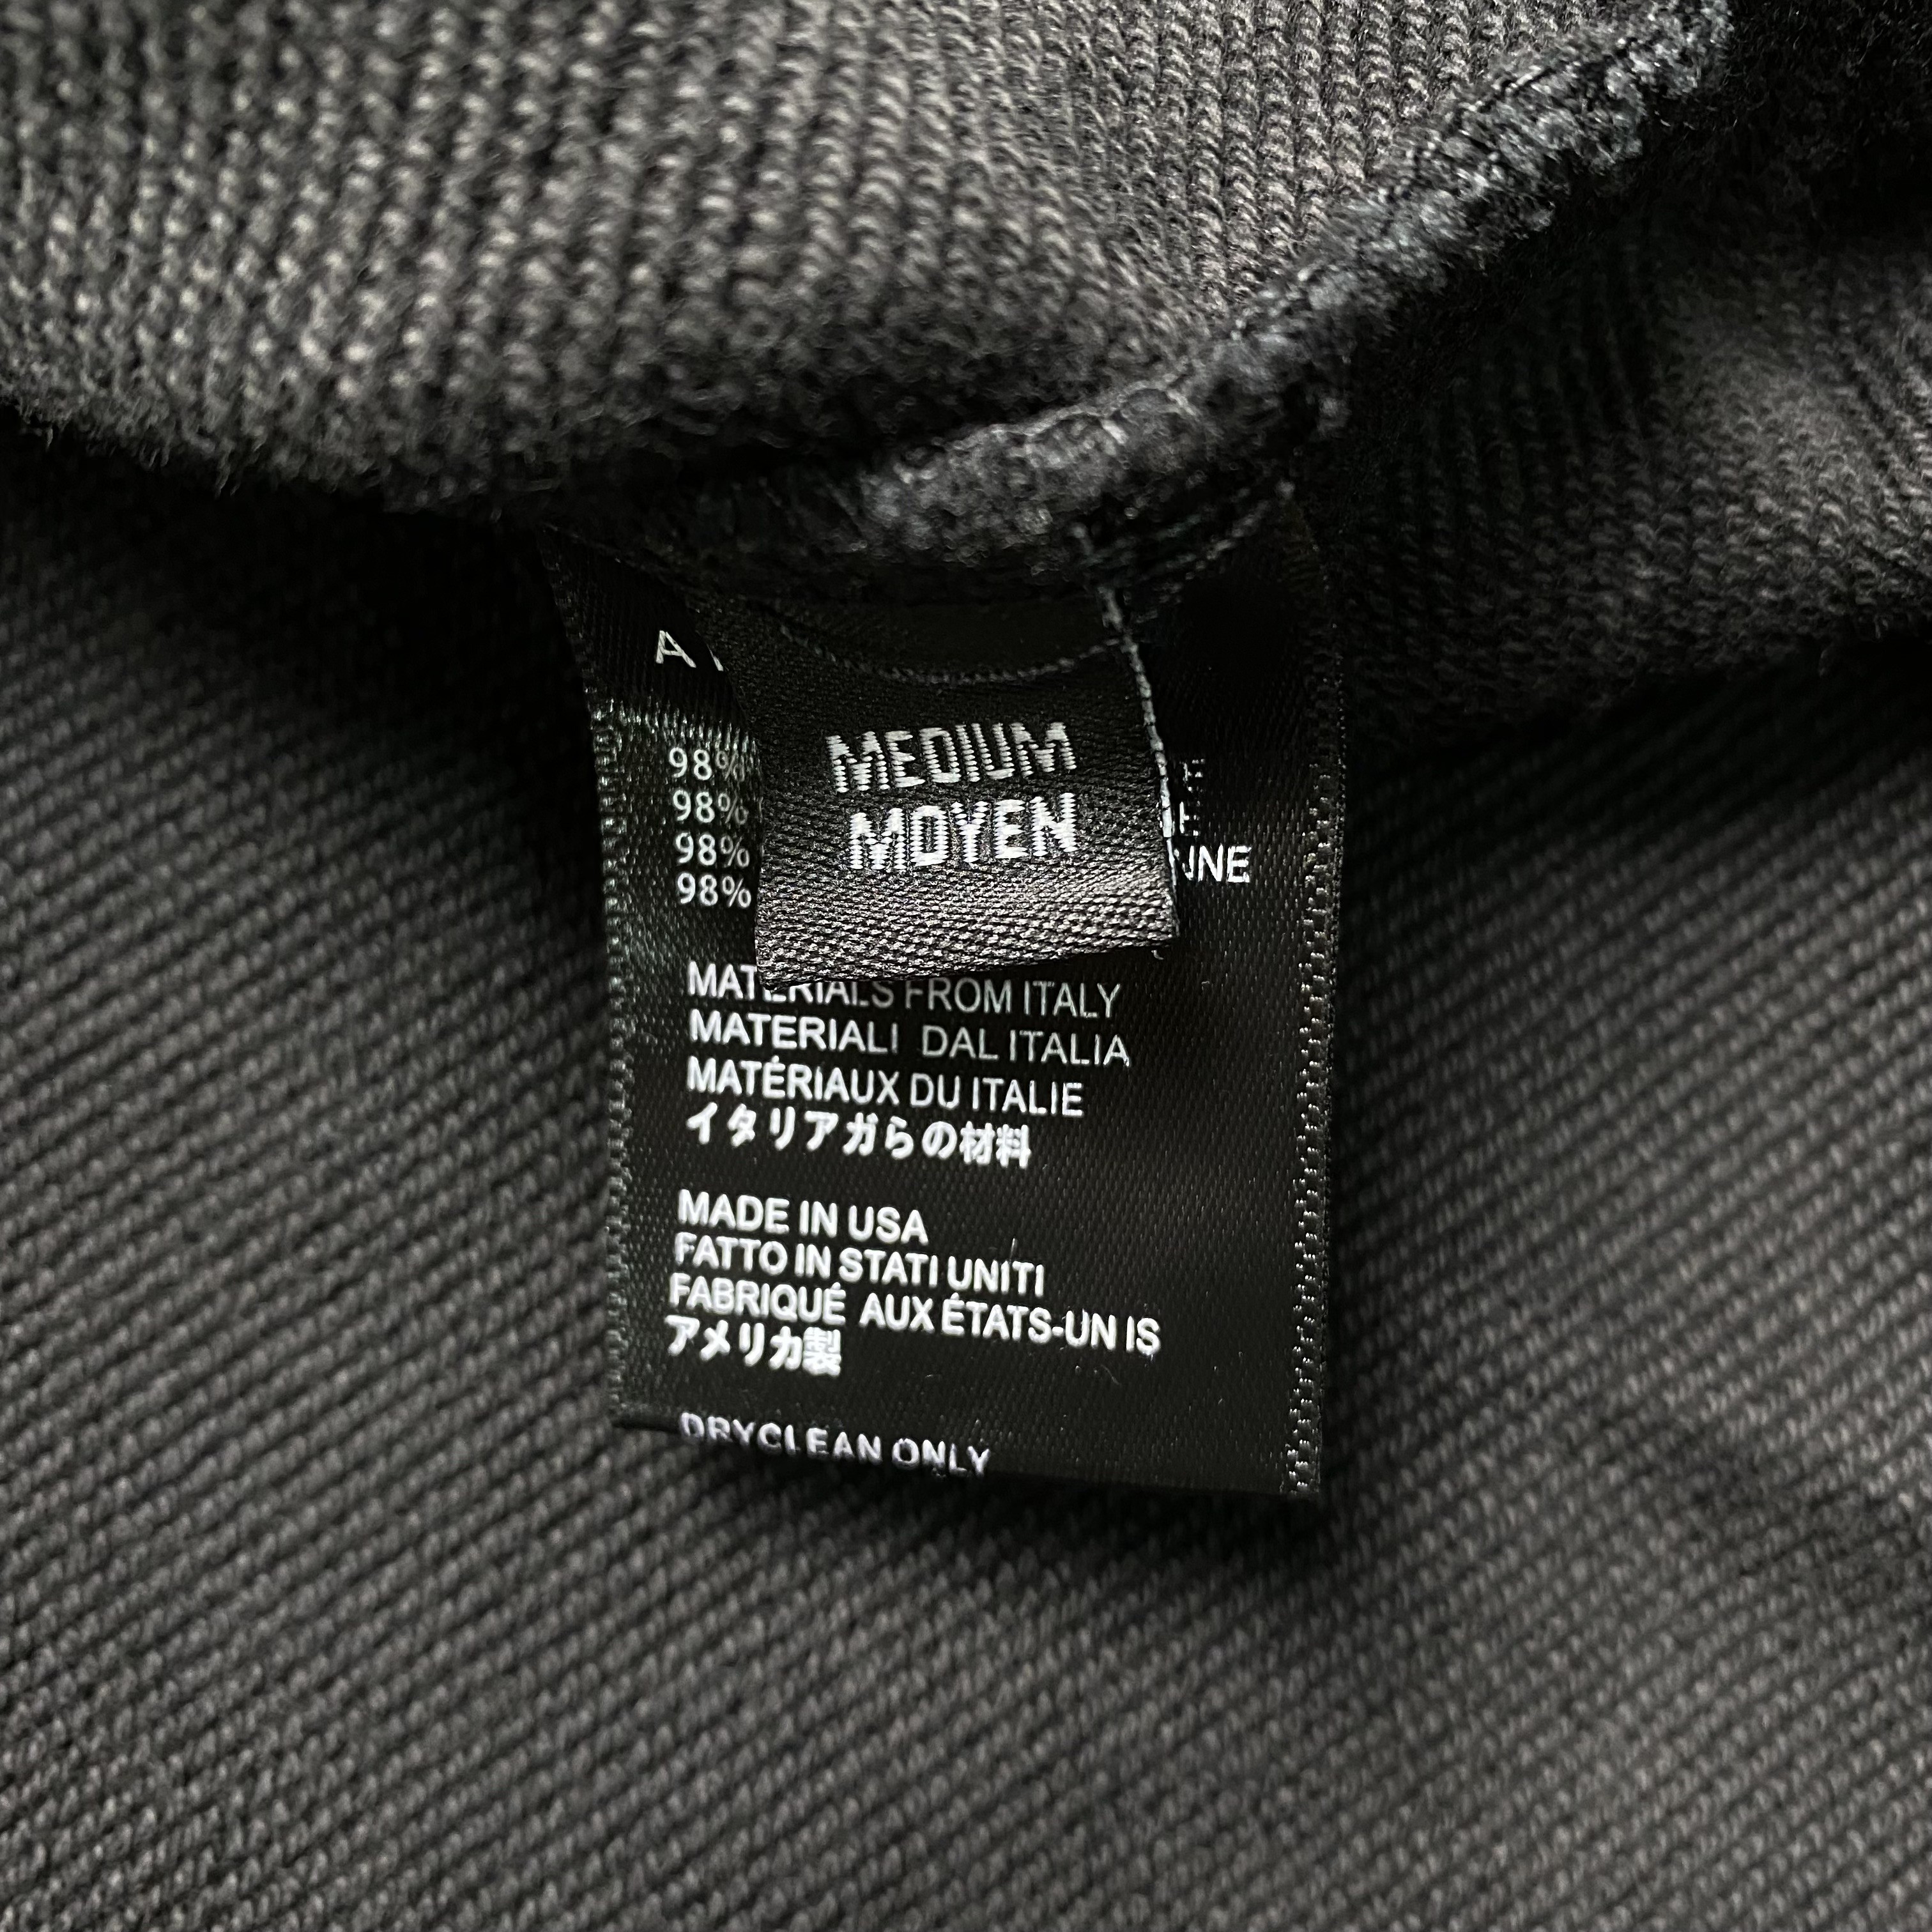 A
MEDIUM
MOYEN
98%
98%
98%
98%
MATERIALS FROM ITALY
MATERIALI DAL ITALIA
MATÉRIAUX DU ITALIE
イタリアガらの材料
MADE IN USA
FATTO IN STATI UNITI
FABRIQUÉ AUX ÉTATS-UN IS
アメリカ製
DRYCLEAN ONLY